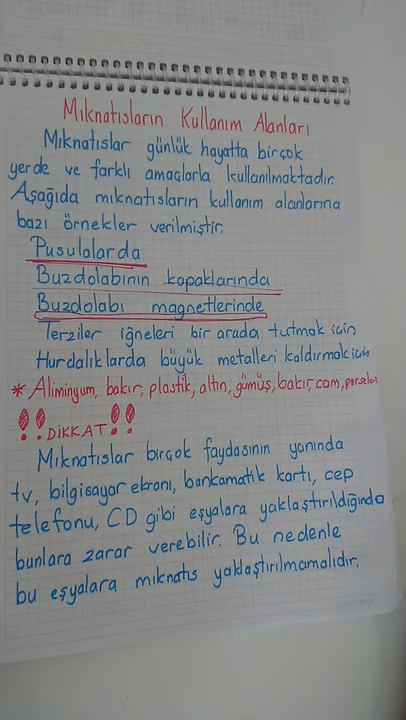 Mıknatısların Kullanım Alanları
Mıknatıslar günlük hayatta birçok
yerde ve farklı amaçlarla kullanılmaktadır.
Aşağıda mıknatısların kullanım alanlarına
bazı örnekler verilmiştir.
Pusulalarda
Buzdolabının kapaklarında
Buzdolabı magnetlerinde
Terziler iğneleri bir arada tutmak için
Hurdalıklarda büyük metalleri kaldırmak için
* Aliminyum, bakır, plastik, altın, gümüş, bakır, cam, porselen
!! DİKKAT !!
Mıknatıslar birçok faydasının yanında
tv, bilgisayar ekranı, bankamatik kartı, cep
telefonu, CD gibi eşyalara yaklaştırıldığında
bunlara zarar verebilir. Bu nedenle
bu eşyalara mıknatıs yaklaştırılmamalıdır.